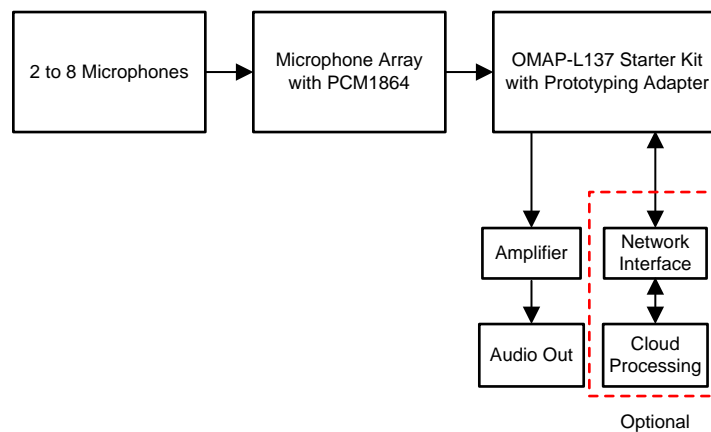 2 to 8 Microphones
Microphone Array
with PCM1864
OMAP-L137 Starter Kit
with Prototyping Adapter
Amplifier
Network
Interface
Audio Out
Cloud
Processing
Optional